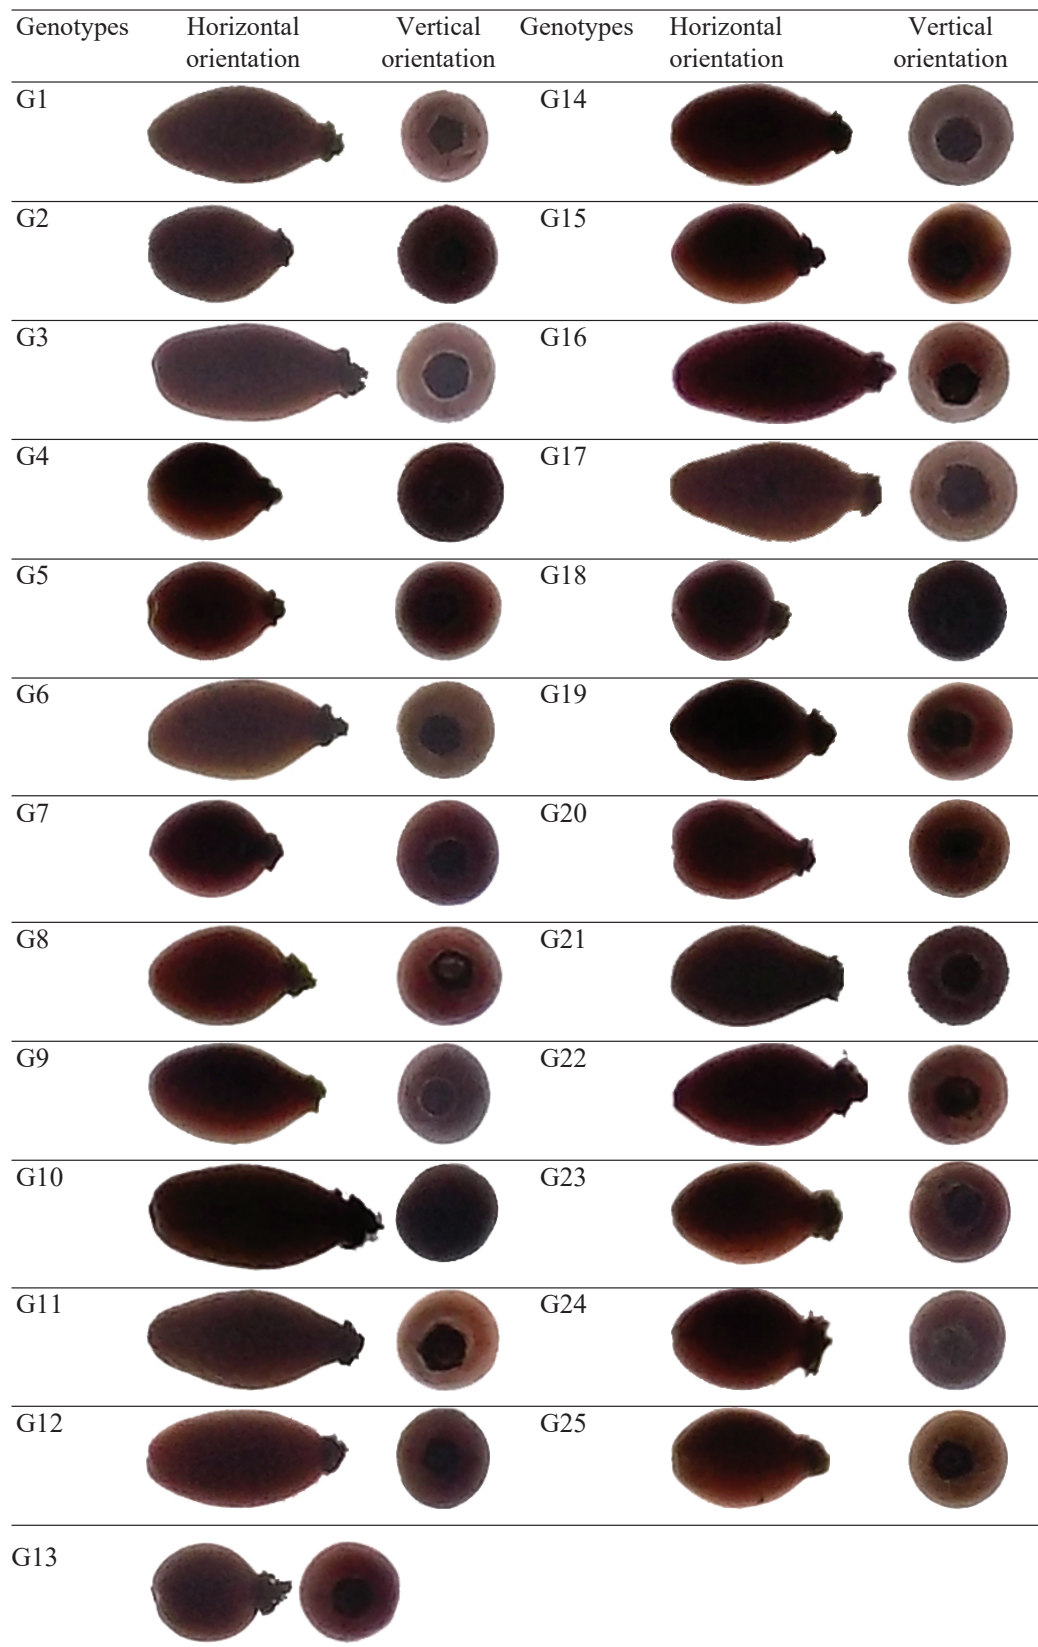 Genotypes Horizontal orientation Vertical orientation Genotypes Horizontal orientation Vertical orientation
G1 G14
G2 G15
G3 G16
G4 G17
G5 G18
G6 G19
G7 G20
G8 G21
G9 G22
G10 G23
G11 G24
G12 G25
G13